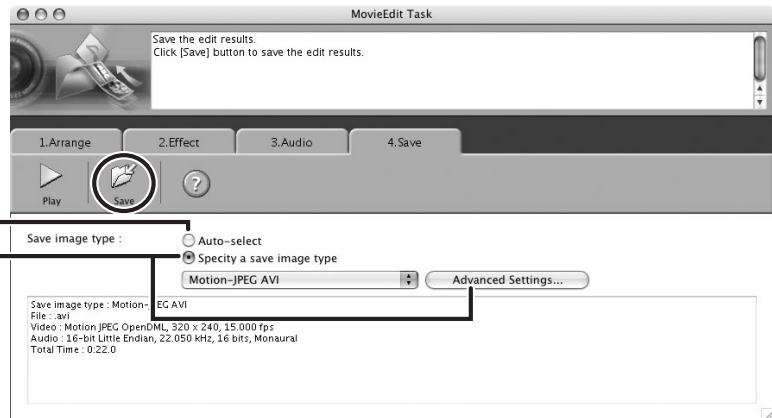 MovieEdit Task
Save the edit results.
Click [Save] button to save the edit results.
1.Arrange
2.Effect
3.Audio
4.Save
Play
Save
?
Save image type :
Auto-select
Specity a save image type
Motion-JPEG AVI
Advanced Settings...
Save image type : Motion-JPEG AVI
File : .avi
Video : Motion JPEG OpenDML, 320 x 240, 15.000 fps
Audio : 16-bit Little Endian, 22.050 kHz, 16 bits, Monaural
Total Time : 0:22.0